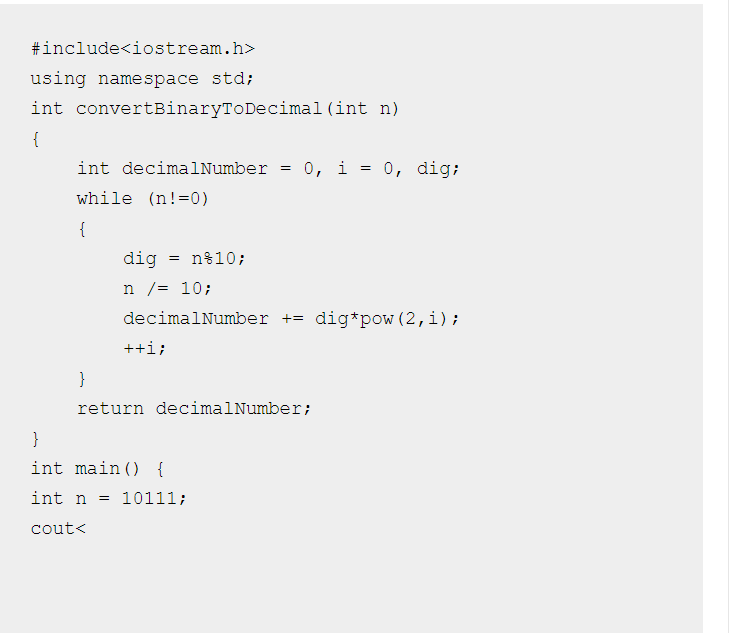 #include<iostream.h>
using namespace std;
int convertBinaryToDecimal(int n)
{
    int decimalNumber = 0, i = 0, dig;
    while (n!=0)
    {
        dig = n%10;
        n /= 10;
        decimalNumber += dig*pow(2,i);
        ++i;
    }
    return decimalNumber;
}
int main() {
int n = 10111;
cout<